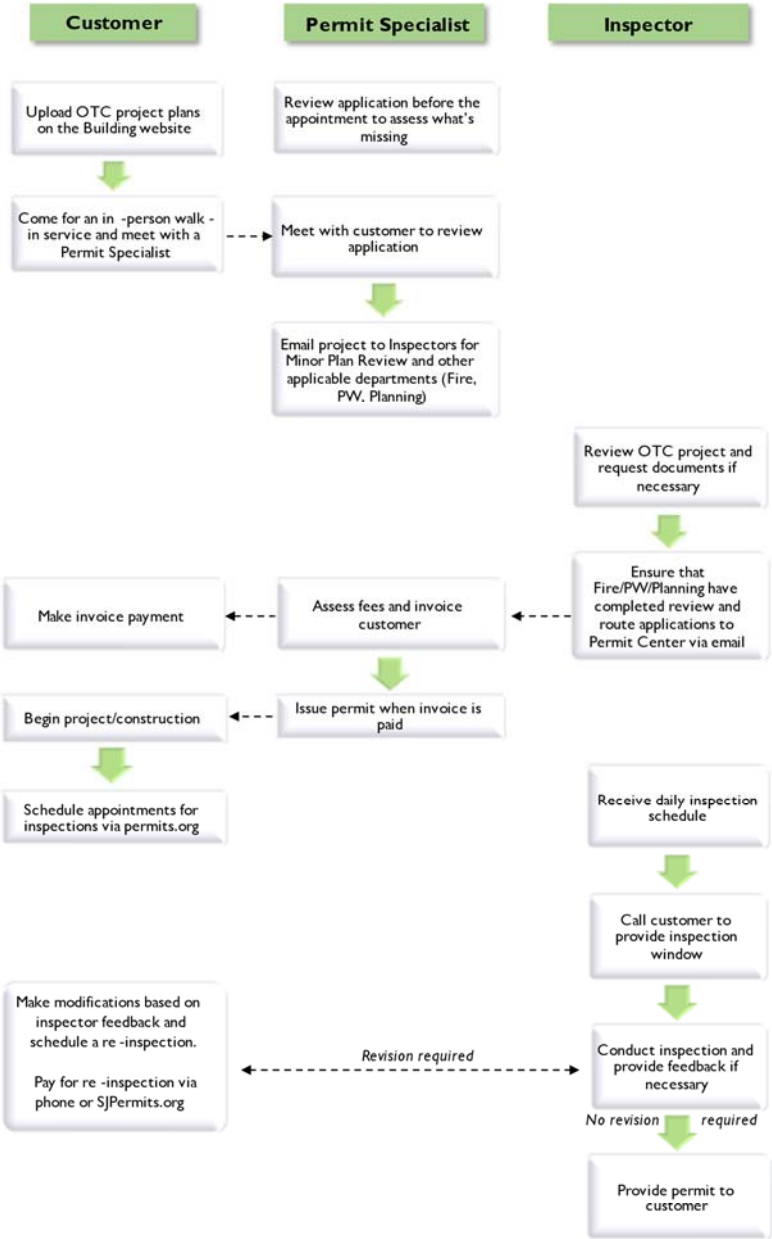 Customer
Permit Specialist
Inspector
Upload OTC project plans
on the Building website
Review application before the
appointment to assess what's
missing
Come for an in -person walk -
in service and meet with a
Permit Specialist
Meet with customer to review
application
Email project to Inspectors for
Minor Plan Review and other
applicable departments (Fire,
PW, Planning)
Review OTC project and
request documents if
necessary
Ensure that
Fire/PW/Planning have
completed review and
route applications to
Permit Center via email
Assess fees and invoice
customer
Make invoice payment
Issue permit when invoice is
paid
Begin project/construction
Schedule appointments for
inspections via permits.org
Receive daily inspection
schedule
Call customer to
provide inspection
window
Make modifications based on
inspector feedback and
schedule a re -inspection.
Pay for re -inspection via
phone or SJPermits.org
Revision required
Conduct inspection and
provide feedback if
necessary
No revision required
Provide permit to
customer